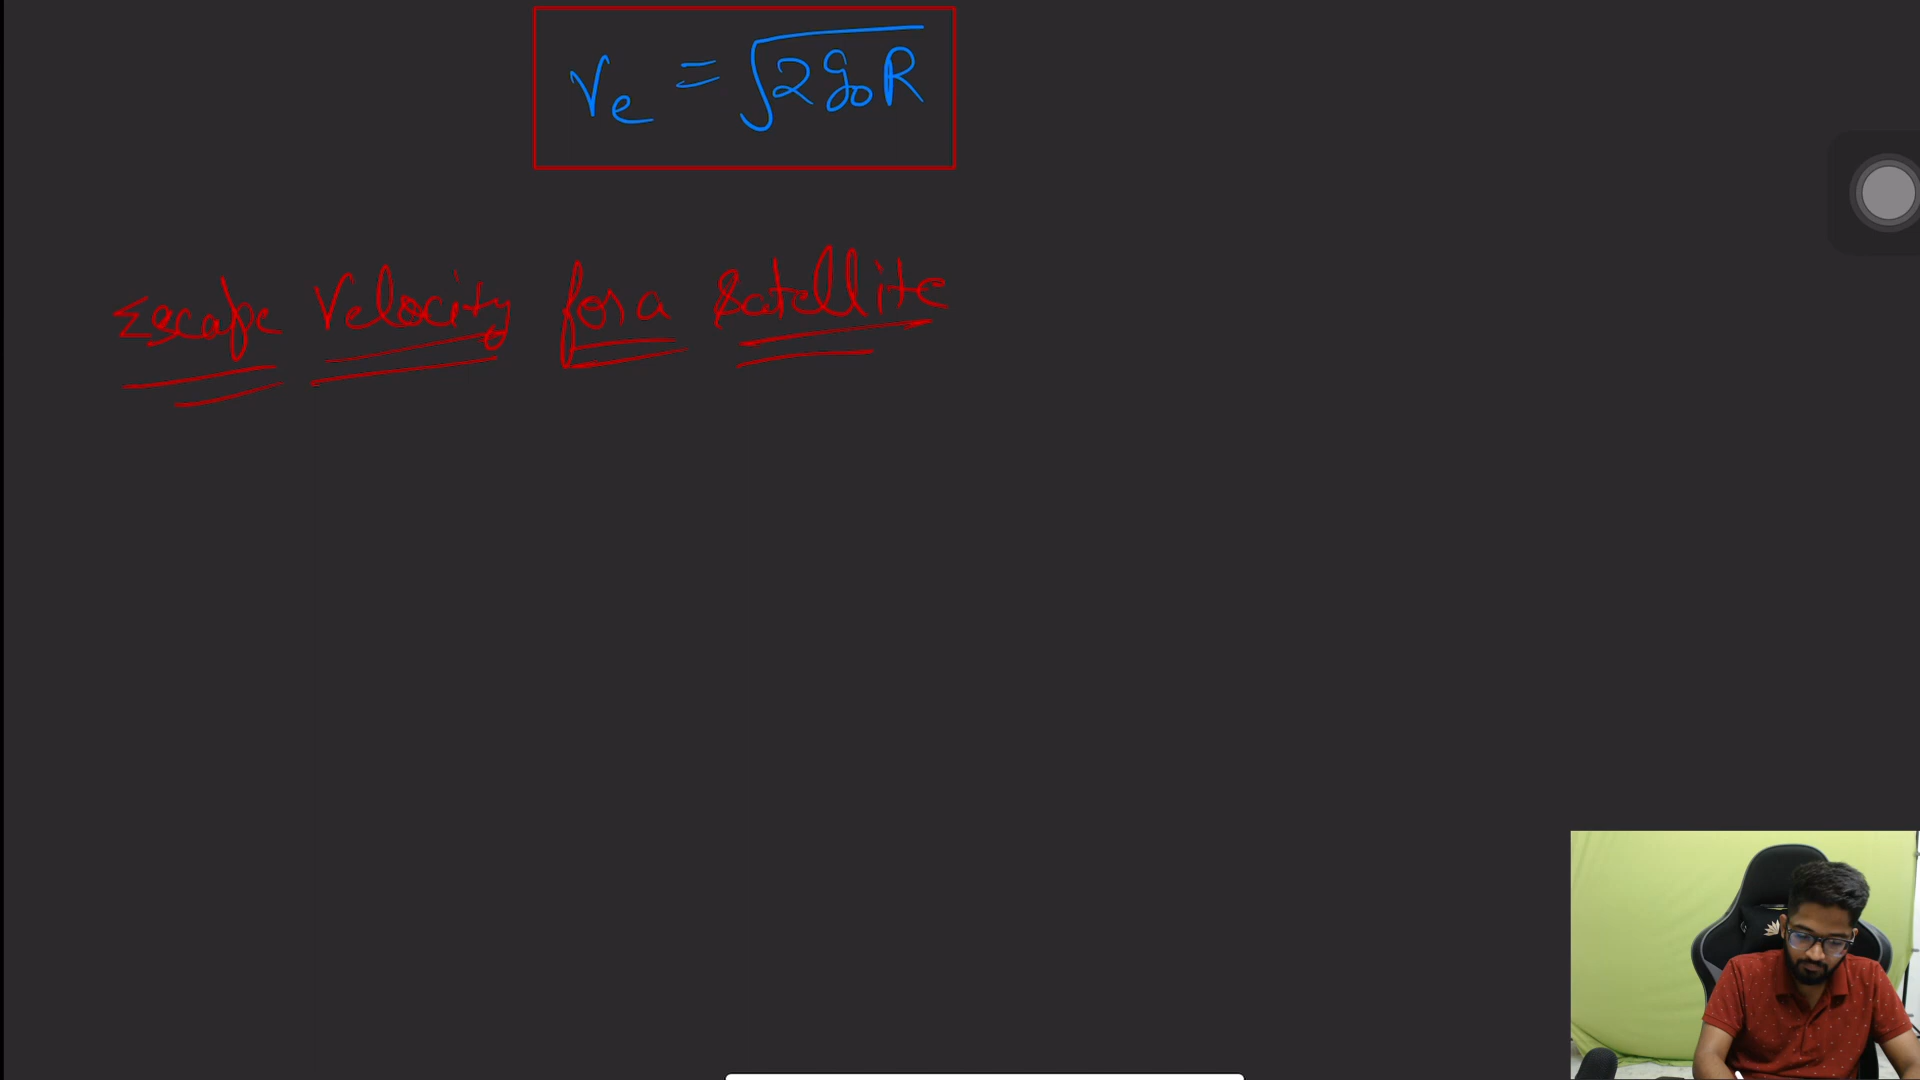 Ve = √2g₀R
Escape Velocity for a Satellite